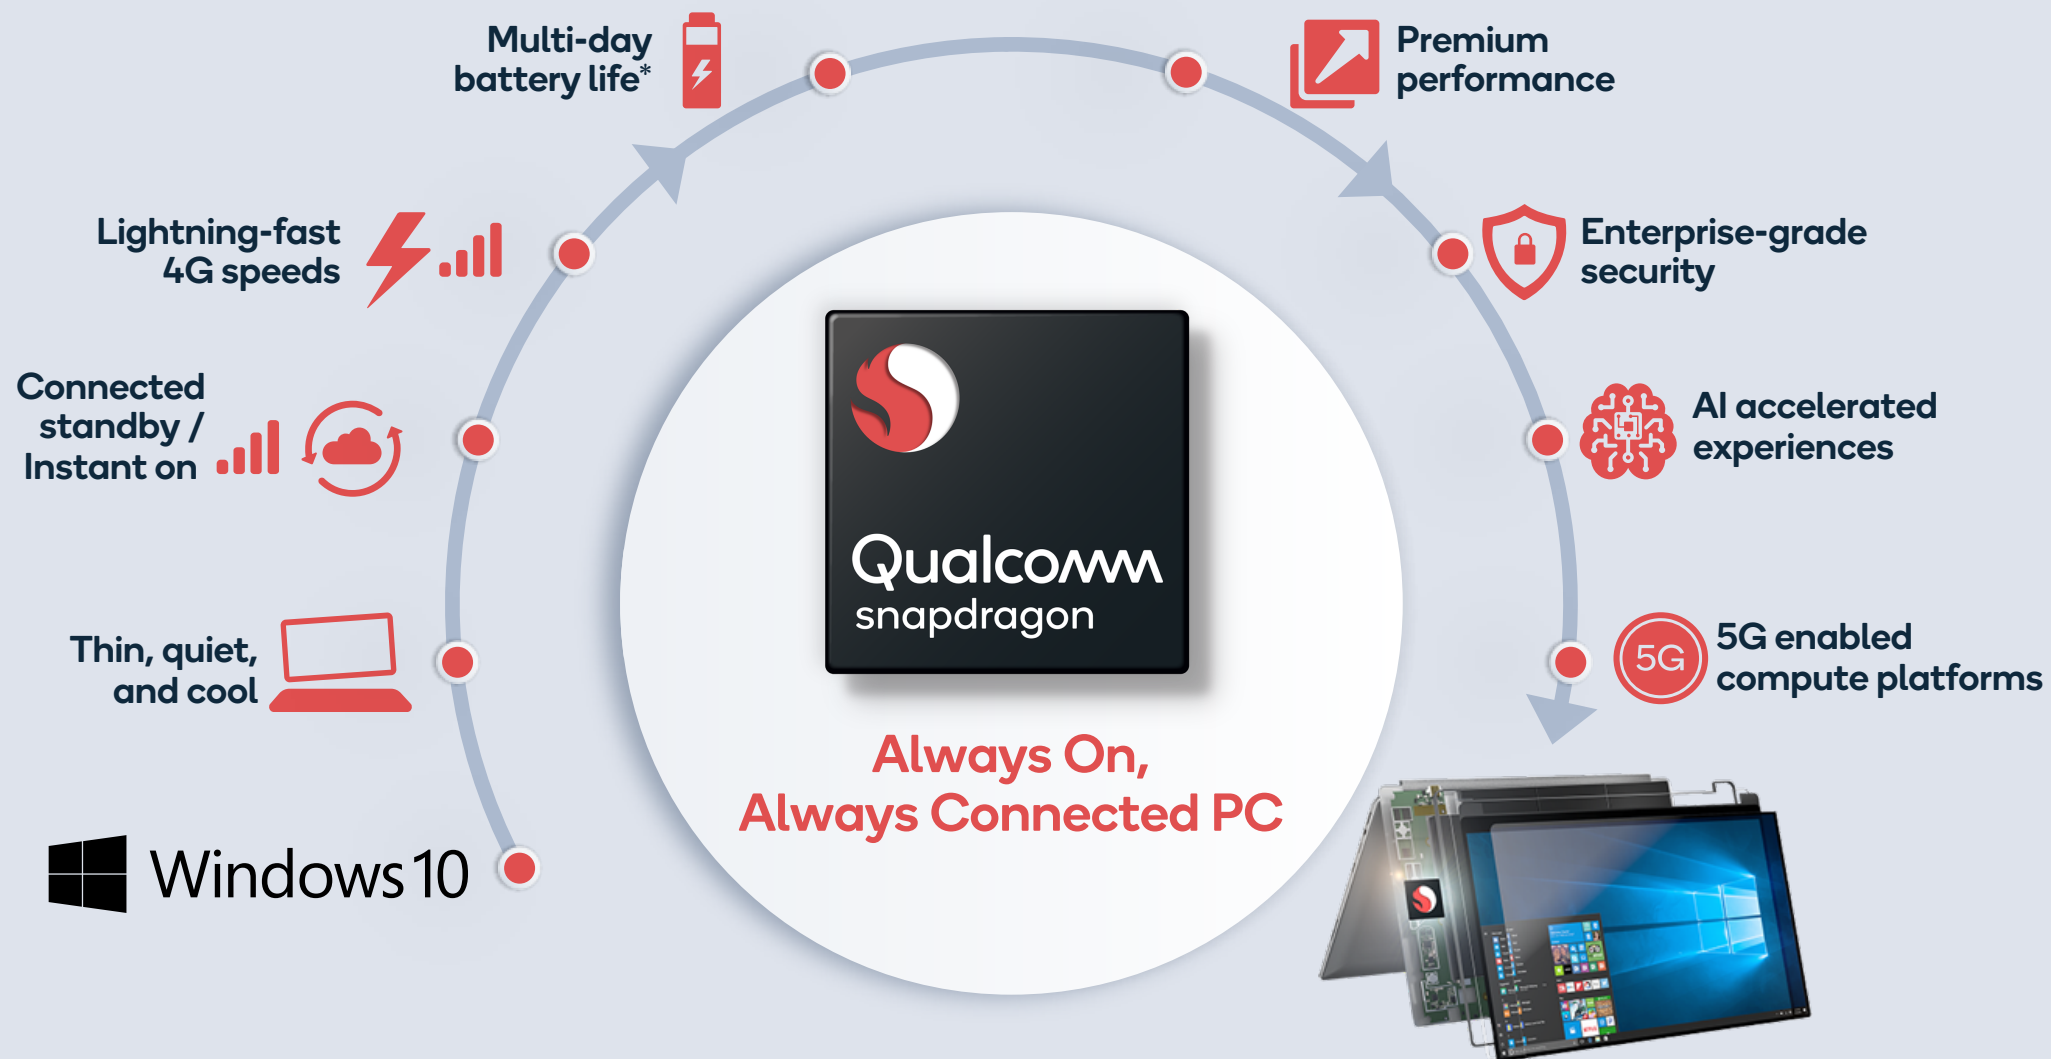 Multi-day
battery life*
Premium
performance
Lightning-fast
4G speeds
Enterprise-grade
security
Connected
standby /
Instant on
AI accelerated
experiences
Thin, quiet,
and cool
5G
5G enabled
compute platforms
Qualcomm
snapdragon
Always On,
Always Connected PC
Windows 10